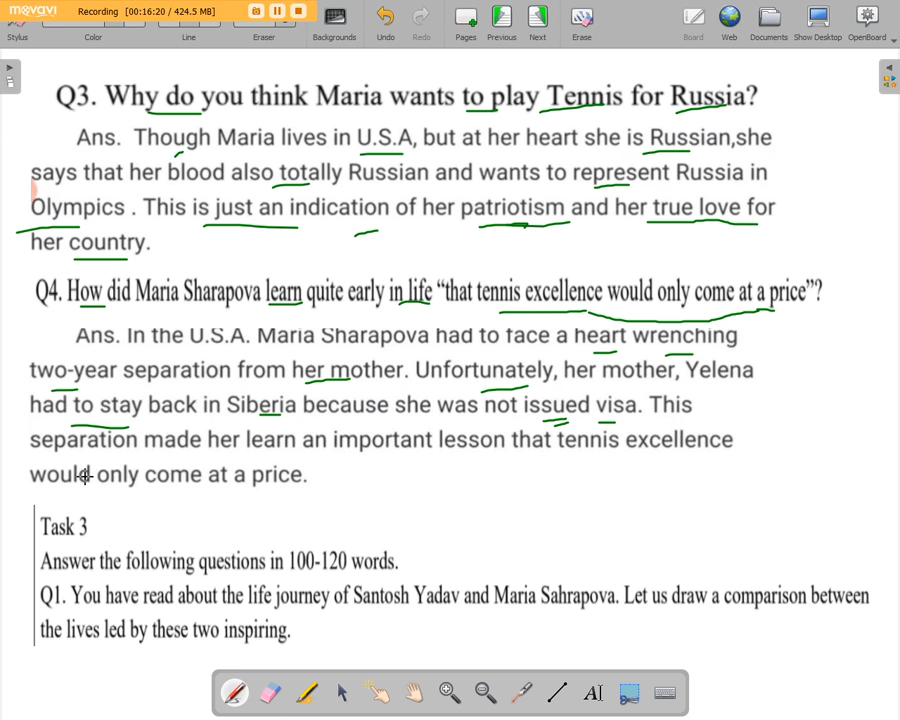 movavi Recording [00:16:20 / 424.5 MB]
Stylus Color Line Eraser Backgrounds Undo Redo Pages Previous Next Erase Board Web Documents Show Desktop OpenBoard
Q3. Why do you think Maria wants to play Tennis for Russia?
Ans. Though Maria lives in U.S.A, but at her heart she is Russian,she
says that her blood also totally Russian and wants to represent Russia in
Olympics . This is just an indication of her patriotism and her true love for
her country.
Q4. How did Maria Sharapova learn quite early in life “that tennis excellence would only come at a price”?
Ans. In the U.S.A. Maria Sharapova had to face a heart wrenching
two-year separation from her mother. Unfortunately, her mother, Yelena
had to stay back in Siberia because she was not issued visa. This
separation made her learn an important lesson that tennis excellence
would only come at a price.
Task 3
Answer the following questions in 100-120 words.
Q1. You have read about the life journey of Santosh Yadav and Maria Sahrapova. Let us draw a comparison between
the lives led by these two inspiring.
AI